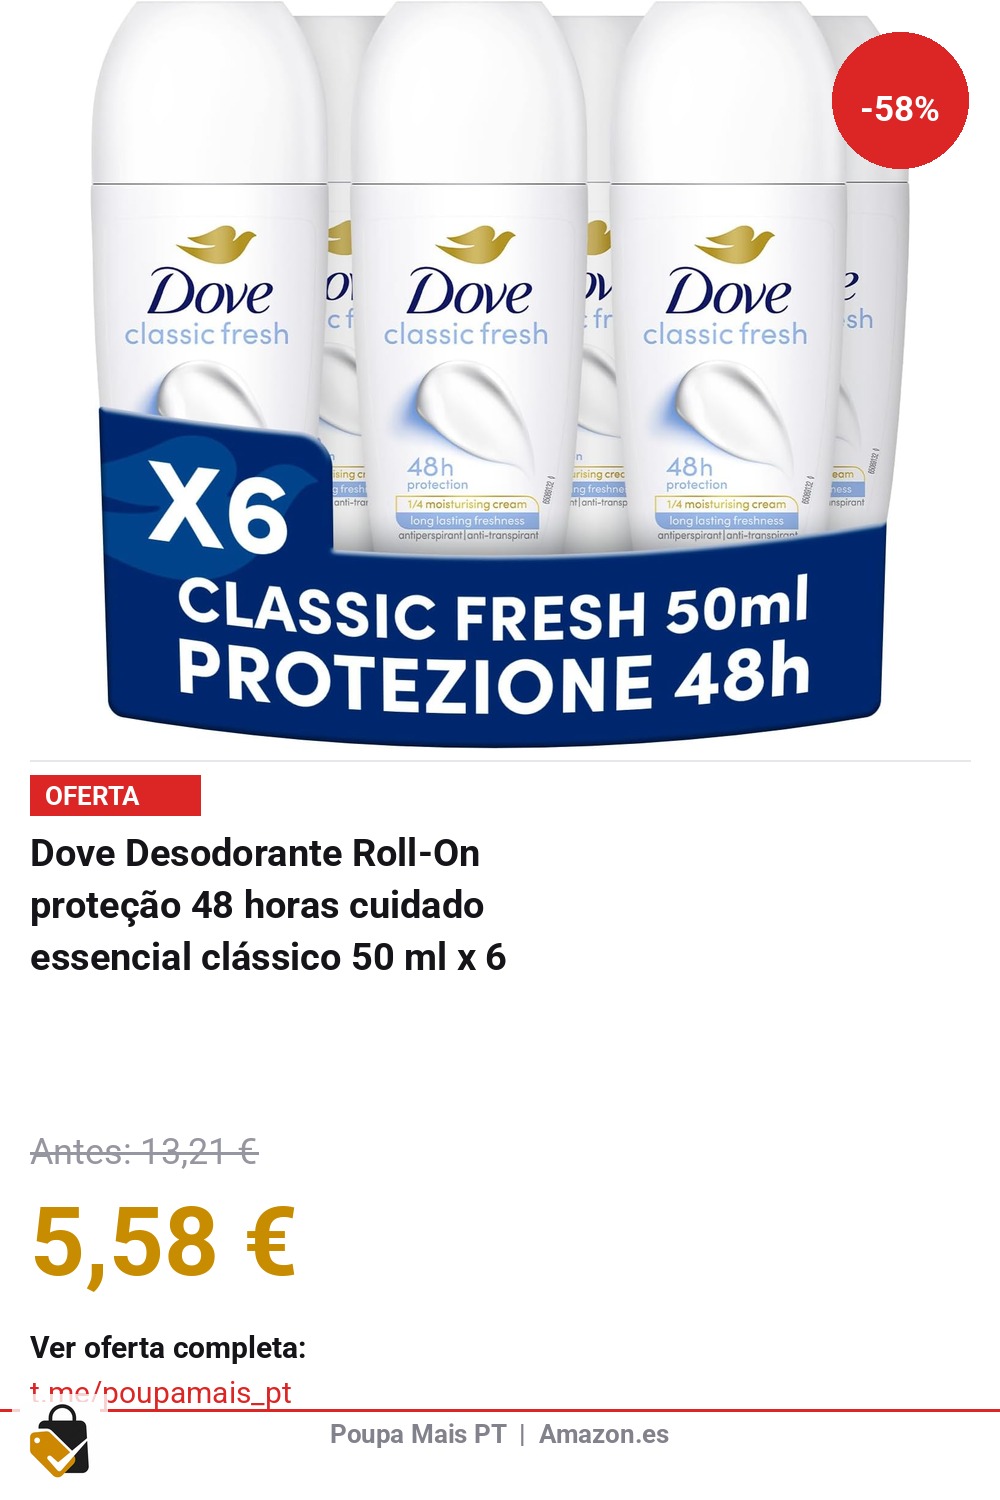 -58%
Dove
classic fresh
Dove
classic fresh
Dove
classic fresh
48h
protection
1/4 moisturising cream
long lasting freshness
antiperspirant|anti-transpirant
48h
protection
1/4 moisturising cream
long lasting freshness
antiperspirant|anti-transpirant
X6
CLASSIC FRESH 50ml
PROTEZIONE 48h
OFERTA
Dove Desodorante Roll-On
proteção 48 horas cuidado
essencial clássico 50 ml x 6
Antes: 13,21 €
5,58 €
Ver oferta completa:
t.me/poupamais_pt
Poupa Mais PT | Amazon.es